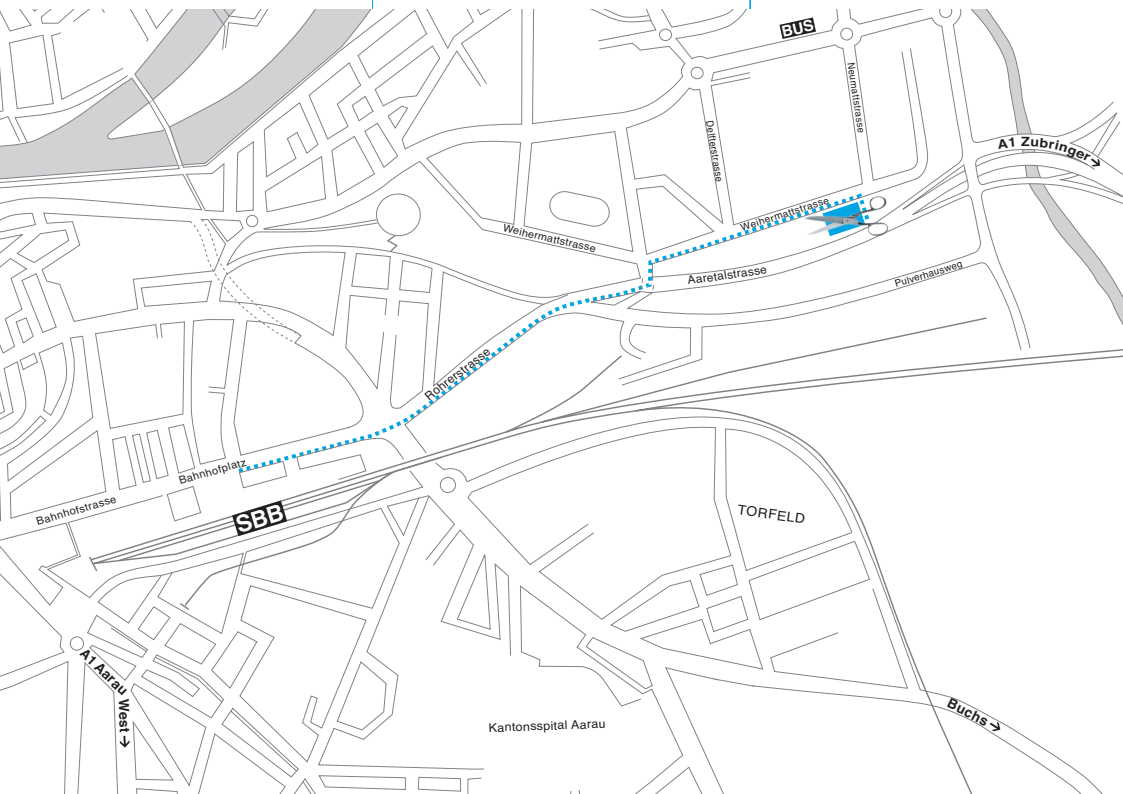 BUS
Neumattstrasse
Delfterstrasse
A1 Zubringer→
Weihermattstrasse
Weihermattstrasse
Aaretalstrasse
Pulverhausweg
Rohrerstrasse
Bahnhofplatz
Bahnhofstrasse
SBB
TORFELD
A1 Aarau West→
Kantonsspital Aarau
Buchs→